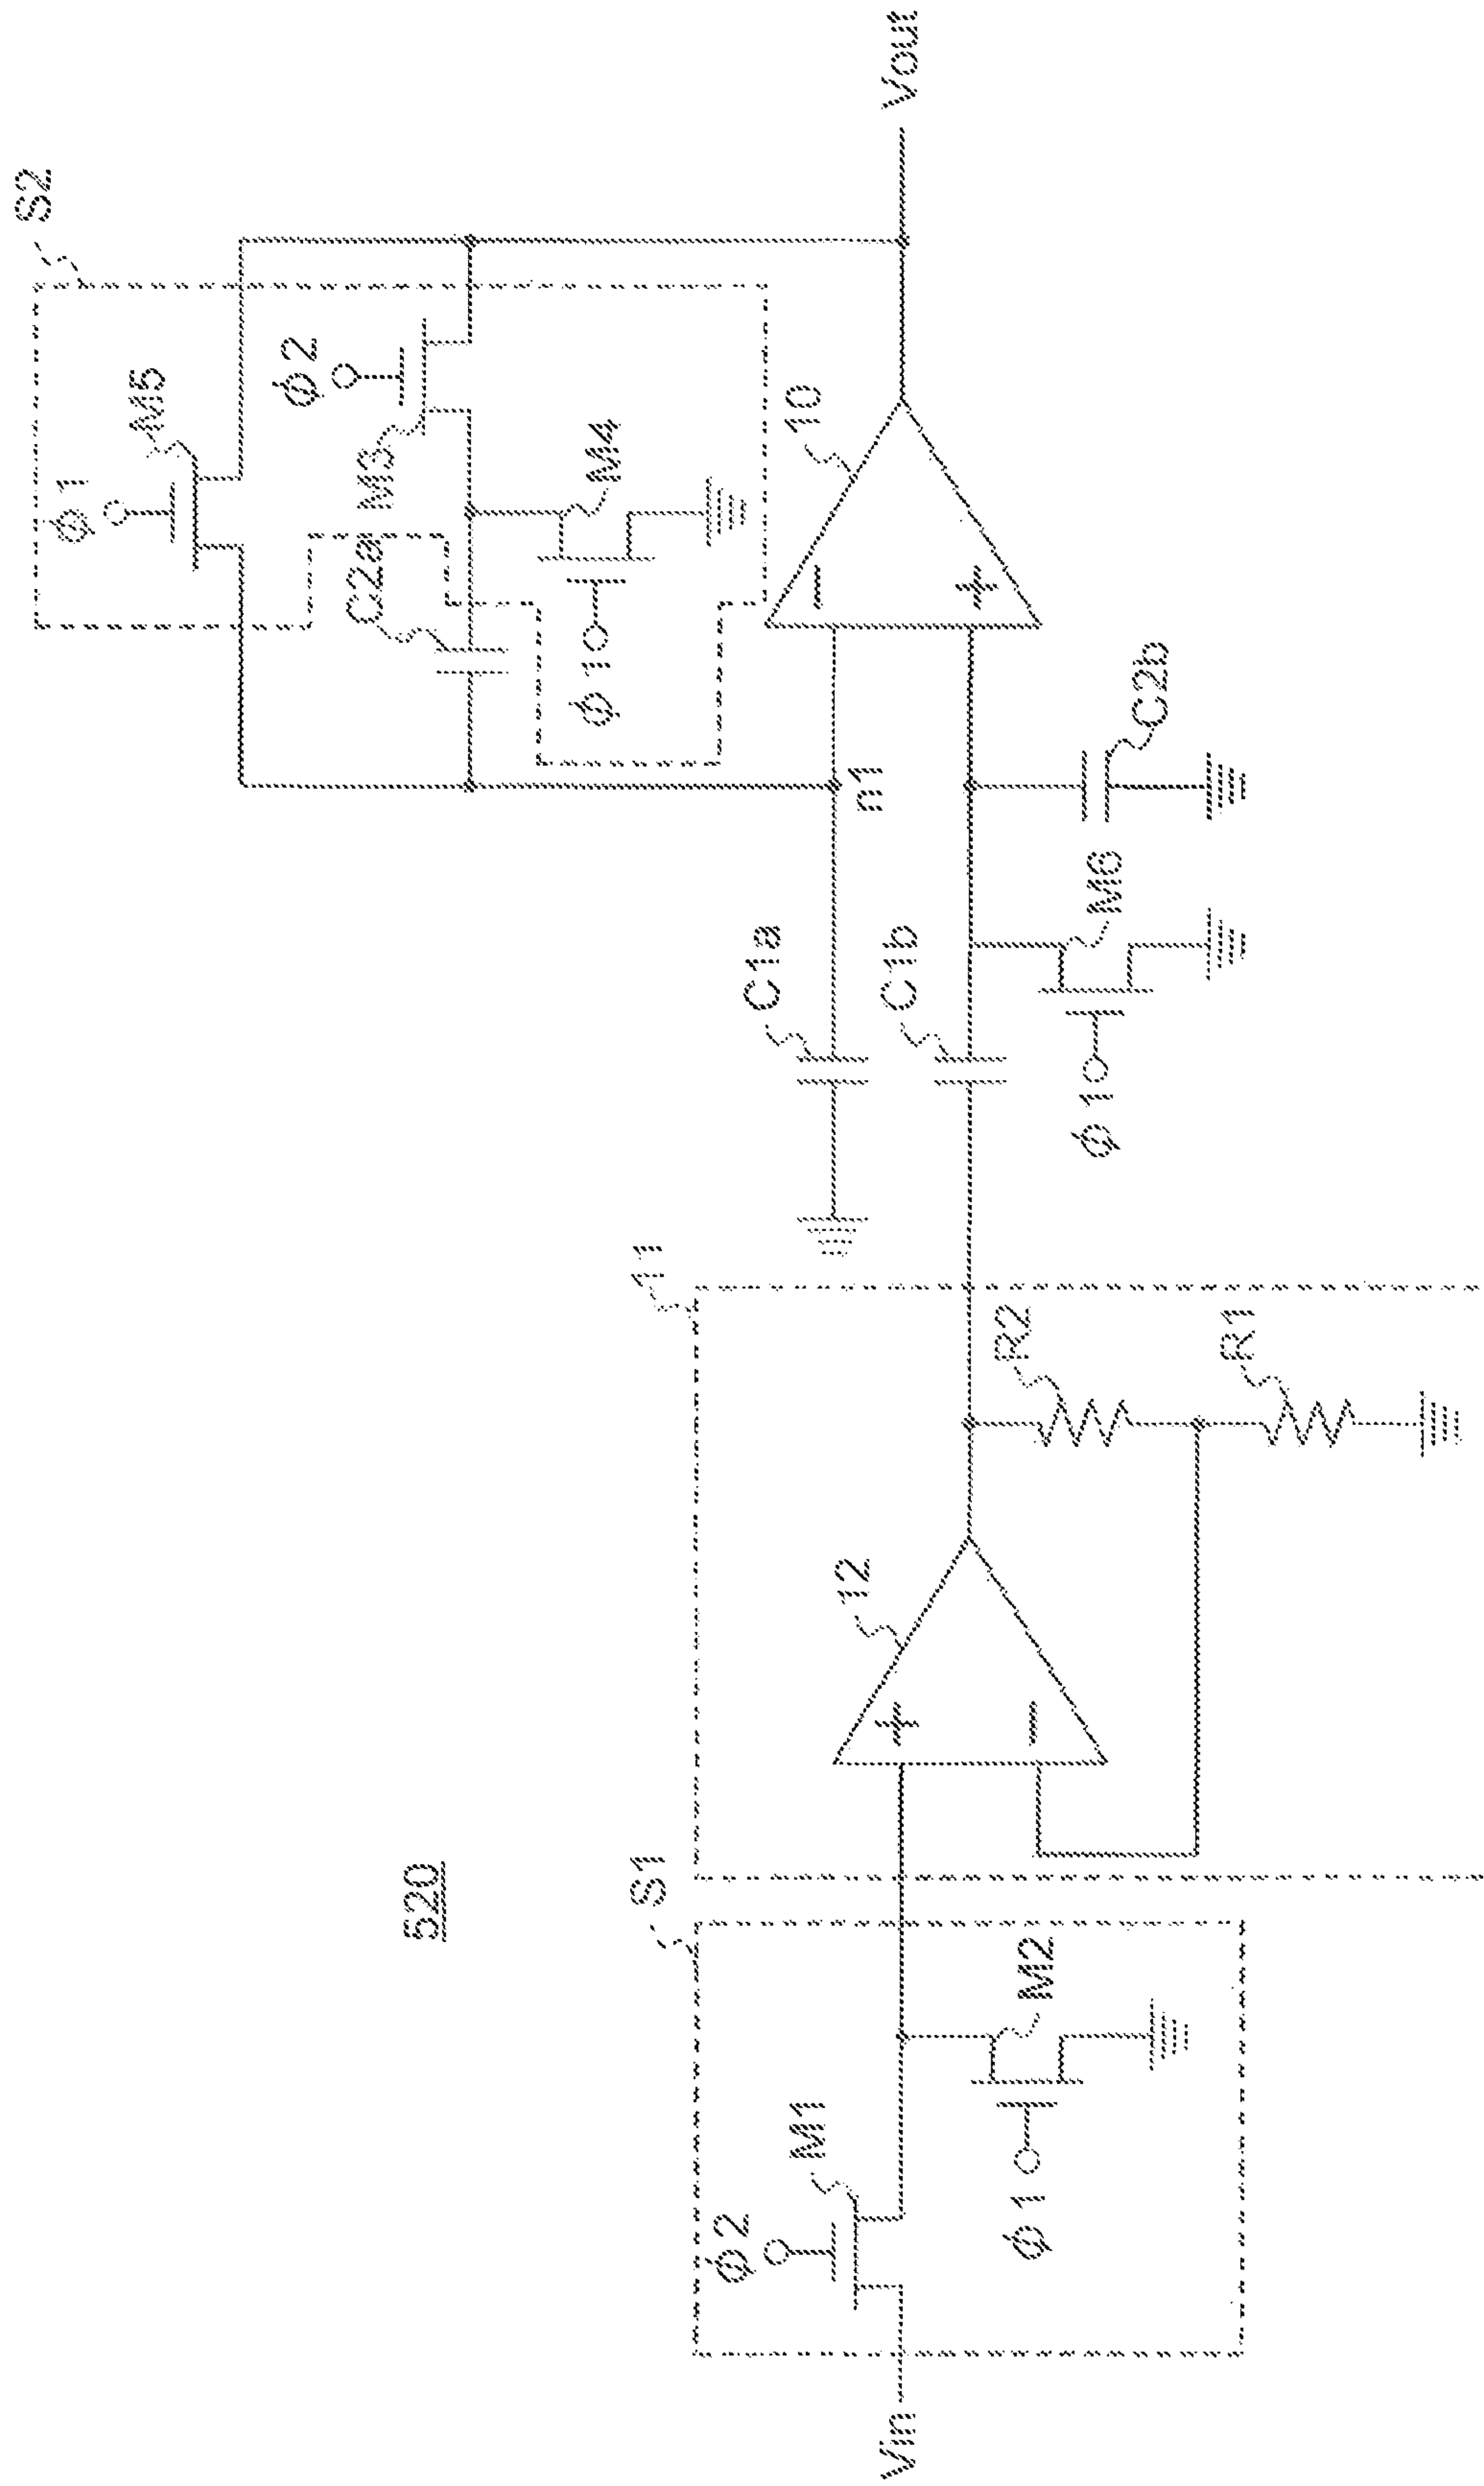 520
S2
ϕ1
M5
ϕ2
C2a
M3
ϕ1
M4
10
Vout
−
+
n1
C1a
C1b
C2b
M6
ϕ1
11
12
+
−
R2
R1
S1
ϕ2
M1
ϕ1
M2
Vin